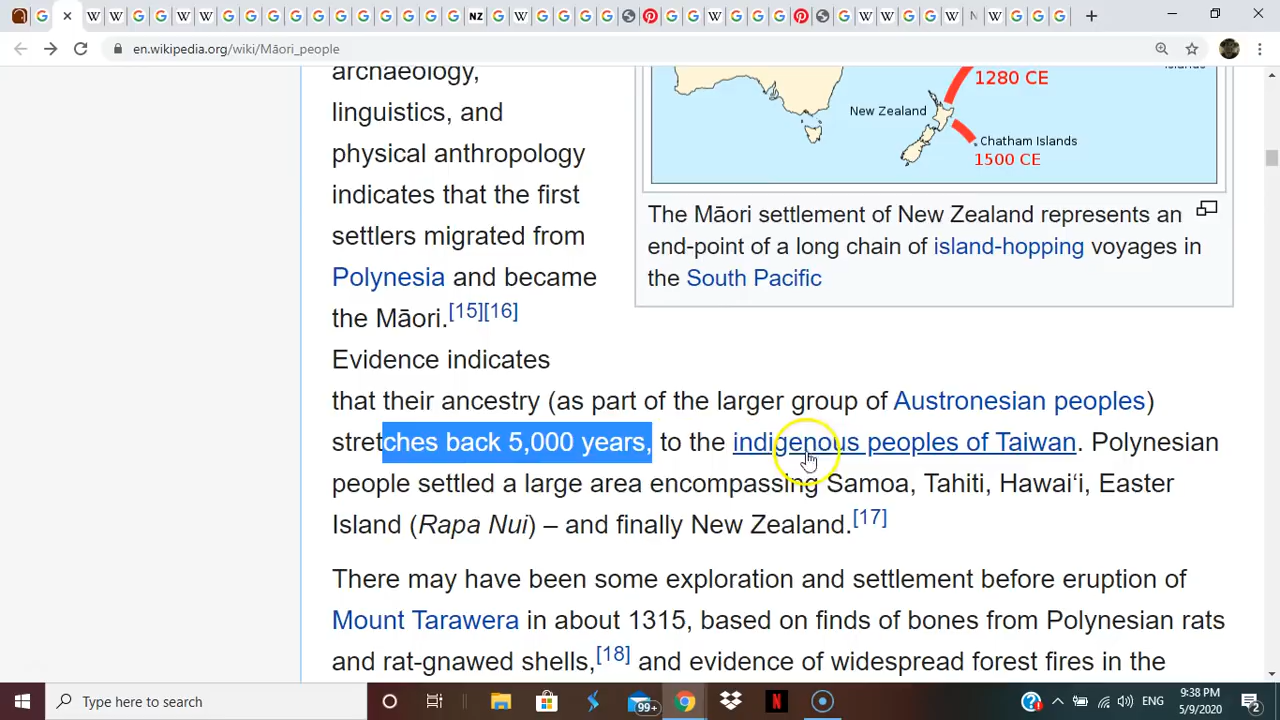 NZ
en.wikipedia.org/wiki/Māori_people
archaeology,
linguistics, and
physical anthropology
indicates that the first
settlers migrated from
Polynesia and became
the Māori.[15][16]
Evidence indicates
that their ancestry (as part of the larger group of Austronesian peoples)
stretches back 5,000 years, to the indigenous peoples of Taiwan. Polynesian
people settled a large area encompassing Samoa, Tahiti, Hawaiʻi, Easter
Island (Rapa Nui) – and finally New Zealand.[17]
There may have been some exploration and settlement before eruption of
Mount Tarawera in about 1315, based on finds of bones from Polynesian rats
and rat-gnawed shells,[18] and evidence of widespread forest fires in the
Islands
1280 CE
New Zealand
Chatham Islands
1500 CE
The Māori settlement of New Zealand represents an
end-point of a long chain of island-hopping voyages in
the South Pacific
Type here to search
99+
ENG
9:38 PM
5/9/2020
2